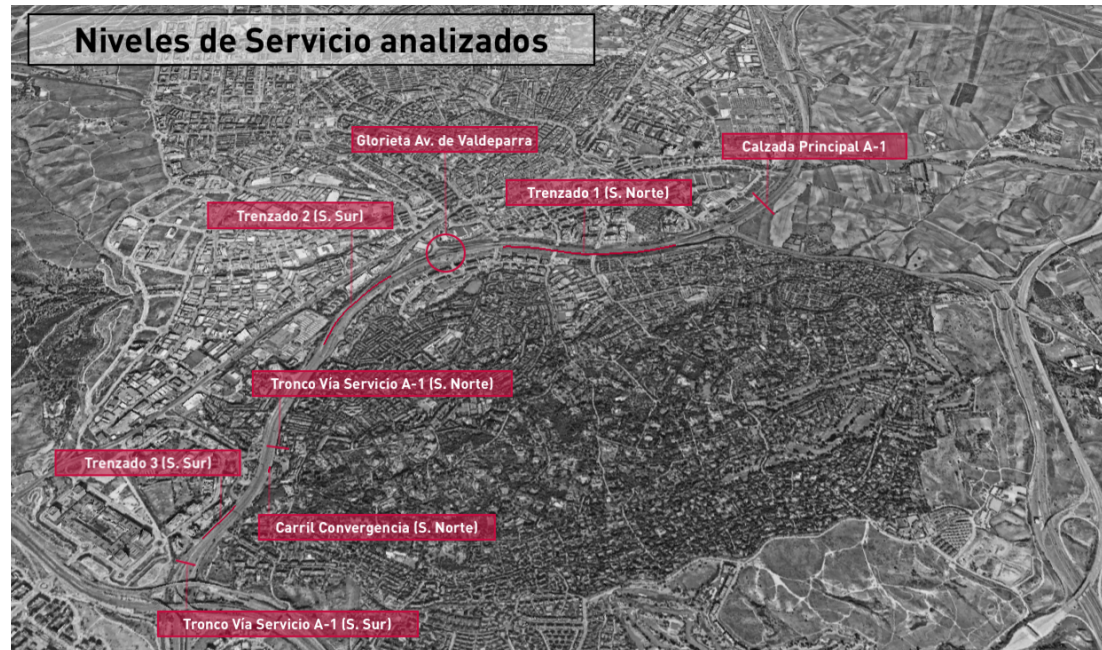 Niveles de Servicio analizados
Glorieta Av. de Valdeparra
Calzada Principal A-1
Trenzado 1 (S. Norte)
Trenzado 2 (S. Sur)
Tronco Vía Servicio A-1 (S. Norte)
Trenzado 3 (S. Sur)
Carril Convergencia (S. Norte)
Tronco Vía Servicio A-1 (S. Sur)